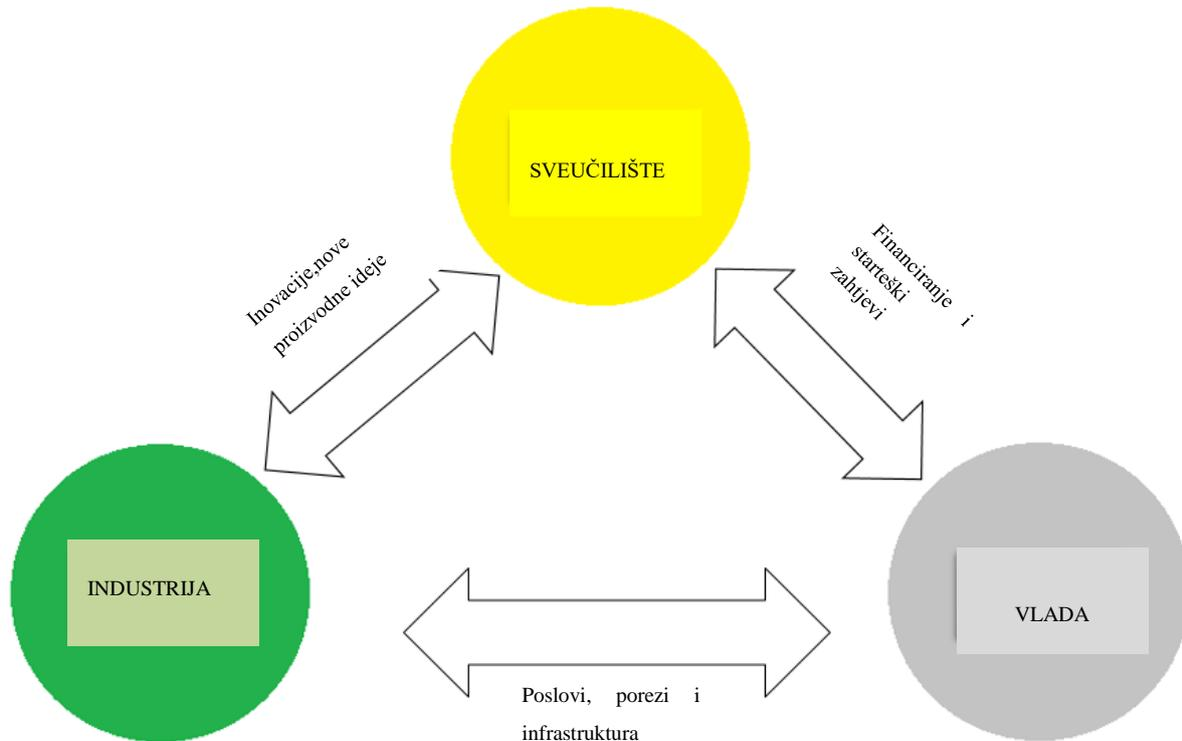 SVEUČILIŠTE
Inovacije,nove
proizvodne ideje
Financiranje i
starteški
zahtjevi
INDUSTRIJA
VLADA
Poslovi, porezi i
infrastruktura